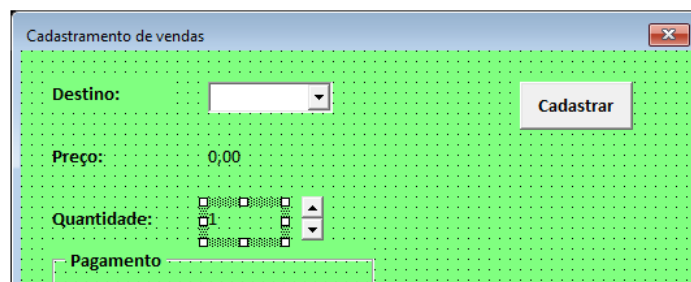 Cadastramento de vendas
Destino:
Cadastrar
Preço: 0,00
Quantidade: 1
Pagamento